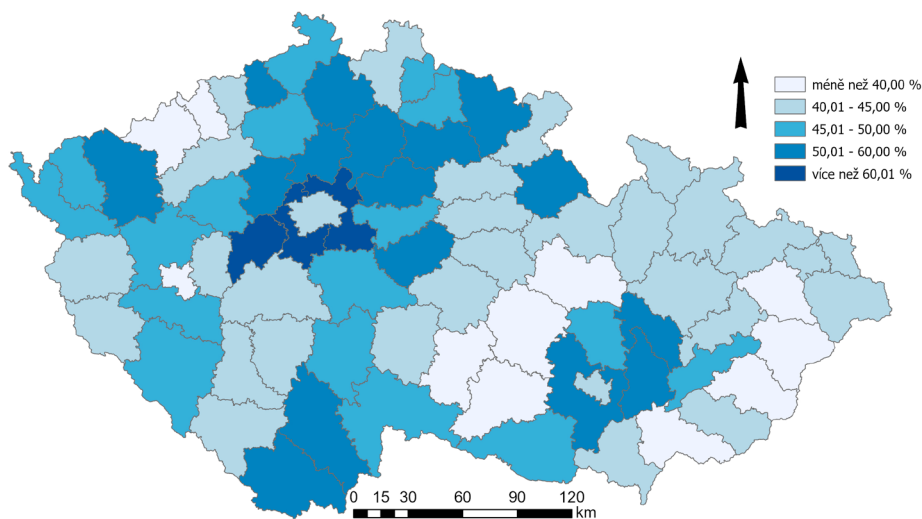 méně než 40,00 %
40,01 - 45,00 %
45,01 - 50,00 %
50,01 - 60,00 %
více než 60,01 %
0 15 30 60 90 120
km